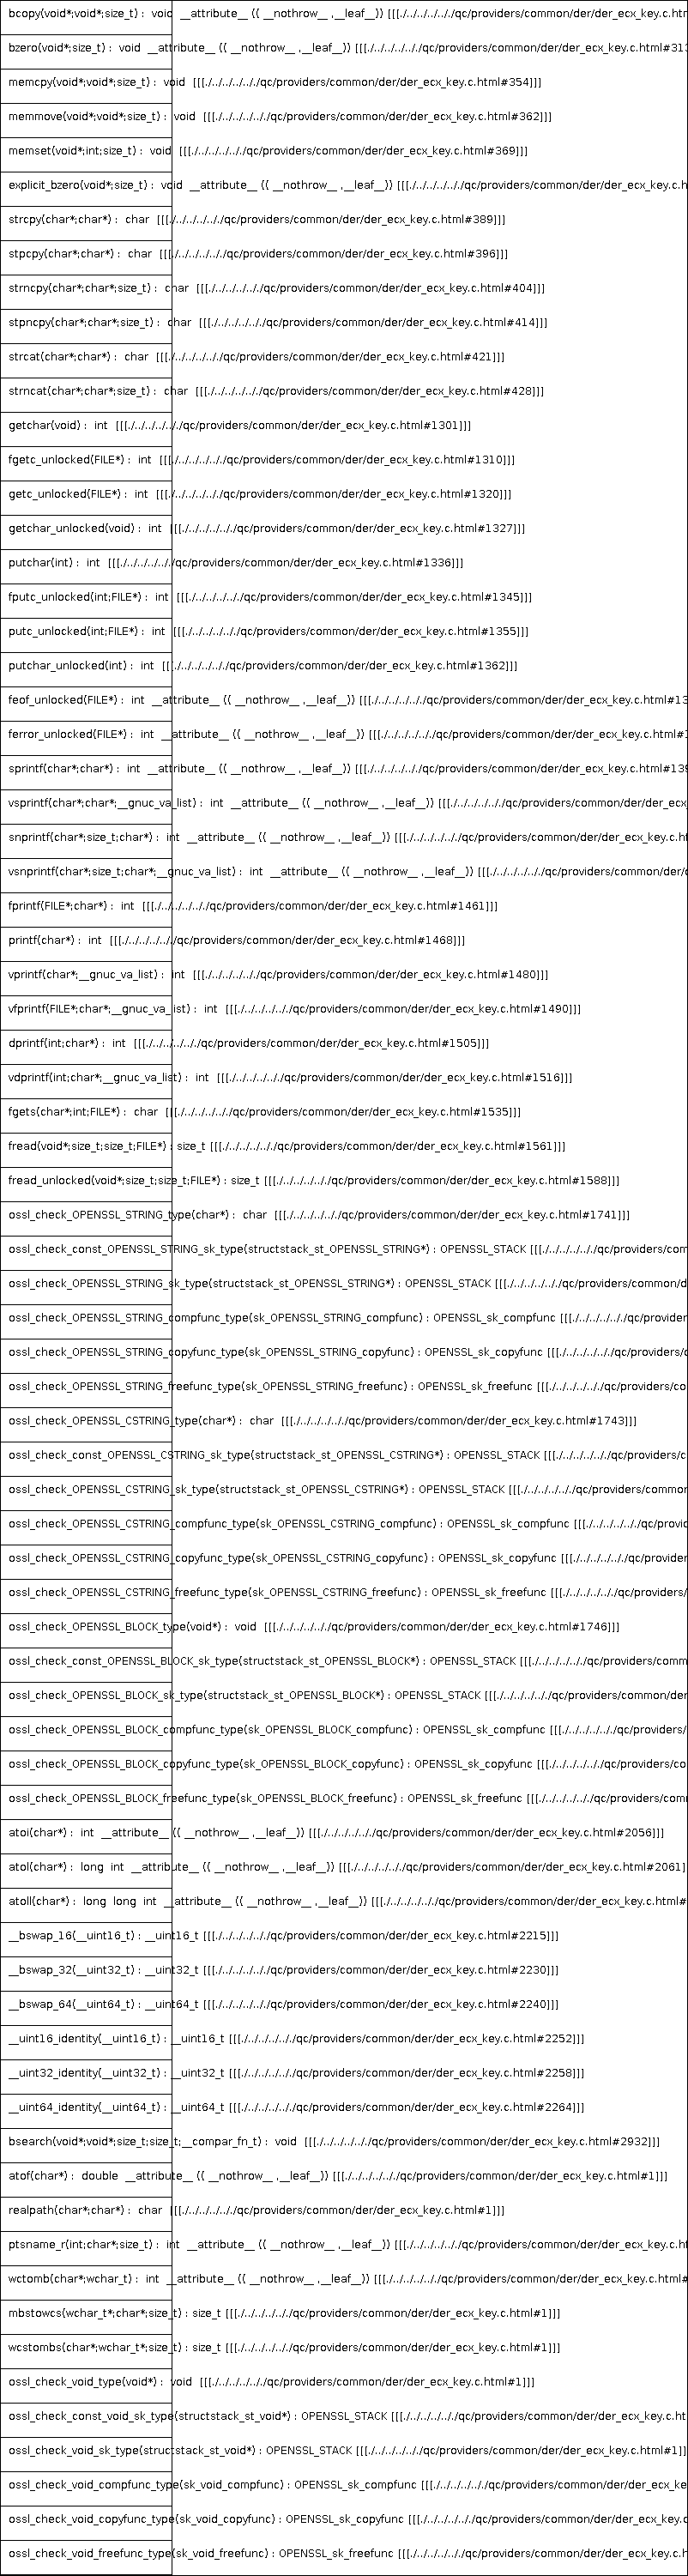 bcopy(void*;void*;size_t) : void __attribute__ (( __nothrow__ ,__leaf__)) [[[./../../../../qc/providers/common/der/der_ecx_key.c.htm
bzero(void*;size_t) : void __attribute__ (( __nothrow__ ,__leaf__)) [[[./../../../../qc/providers/common/der/der_ecx_key.c.html#313
memcpy(void*;void*;size_t) : void [[[./../../../../qc/providers/common/der/der_ecx_key.c.html#354]]]
memmove(void*;void*;size_t) : void [[[./../../../../qc/providers/common/der/der_ecx_key.c.html#362]]]
memset(void*;int;size_t) : void [[[./../../../../qc/providers/common/der/der_ecx_key.c.html#369]]]
explicit_bzero(void*;size_t) : void __attribute__ (( __nothrow__ ,__leaf__)) [[[./../../../../qc/providers/common/der/der_ecx_key.c.h
strcpy(char*;char*) : char [[[./../../../../qc/providers/common/der/der_ecx_key.c.html#389]]]
stpcpy(char*;char*) : char [[[./../../../../qc/providers/common/der/der_ecx_key.c.html#396]]]
strncpy(char*;char*;size_t) : char [[[./../../../../qc/providers/common/der/der_ecx_key.c.html#404]]]
stpncpy(char*;char*;size_t) : char [[[./../../../../qc/providers/common/der/der_ecx_key.c.html#414]]]
strcat(char*;char*) : char [[[./../../../../qc/providers/common/der/der_ecx_key.c.html#421]]]
strncat(char*;char*;size_t) : char [[[./../../../../qc/providers/common/der/der_ecx_key.c.html#428]]]
getchar(void) : int [[[./../../../../qc/providers/common/der/der_ecx_key.c.html#1301]]]
fgetc_unlocked(FILE*) : int [[[./../../../../qc/providers/common/der/der_ecx_key.c.html#1310]]]
getc_unlocked(FILE*) : int [[[./../../../../qc/providers/common/der/der_ecx_key.c.html#1320]]]
getchar_unlocked(void) : int [[[./../../../../qc/providers/common/der/der_ecx_key.c.html#1327]]]
putchar(int) : int [[[./../../../../qc/providers/common/der/der_ecx_key.c.html#1336]]]
fputc_unlocked(int;FILE*) : int [[[./../../../../qc/providers/common/der/der_ecx_key.c.html#1345]]]
putc_unlocked(int;FILE*) : int [[[./../../../../qc/providers/common/der/der_ecx_key.c.html#1355]]]
putchar_unlocked(int) : int [[[./../../../../qc/providers/common/der/der_ecx_key.c.html#1362]]]
feof_unlocked(FILE*) : int __attribute__ (( __nothrow__ ,__leaf__)) [[[./../../../../qc/providers/common/der/der_ecx_key.c.html#13
ferror_unlocked(FILE*) : int __attribute__ (( __nothrow__ ,__leaf__)) [[[./../../../../qc/providers/common/der/der_ecx_key.c.html#1
sprintf(char*;char*) : int __attribute__ (( __nothrow__ ,__leaf__)) [[[./../../../../qc/providers/common/der/der_ecx_key.c.html#139
vsprintf(char*;char*;__gnuc_va_list) : int __attribute__ (( __nothrow__ ,__leaf__)) [[[./../../../../qc/providers/common/der/der_ecx_
snprintf(char*;size_t;char*) : int __attribute__ (( __nothrow__ ,__leaf__)) [[[./../../../../qc/providers/common/der/der_ecx_key.c.ht
vsnprintf(char*;size_t;char*;__gnuc_va_list) : int __attribute__ (( __nothrow__ ,__leaf__)) [[[./../../../../qc/providers/common/der/d
fprintf(FILE*;char*) : int [[[./../../../../qc/providers/common/der/der_ecx_key.c.html#1461]]]
printf(char*) : int [[[./../../../../qc/providers/common/der/der_ecx_key.c.html#1468]]]
vprintf(char*;__gnuc_va_list) : int [[[./../../../../qc/providers/common/der/der_ecx_key.c.html#1480]]]
vfprintf(FILE*;char*;__gnuc_va_list) : int [[[./../../../../qc/providers/common/der/der_ecx_key.c.html#1490]]]
dprintf(int;char*) : int [[[./../../../../qc/providers/common/der/der_ecx_key.c.html#1505]]]
vdprintf(int;char*;__gnuc_va_list) : int [[[./../../../../qc/providers/common/der/der_ecx_key.c.html#1516]]]
fgets(char*;int;FILE*) : char [[[./../../../../qc/providers/common/der/der_ecx_key.c.html#1535]]]
fread(void*;size_t;size_t;FILE*) : size_t [[[./../../../../qc/providers/common/der/der_ecx_key.c.html#1561]]]
fread_unlocked(void*;size_t;size_t;FILE*) : size_t [[[./../../../../qc/providers/common/der/der_ecx_key.c.html#1588]]]
ossl_check_OPENSSL_STRING_type(char*) : char [[[./../../../../qc/providers/common/der/der_ecx_key.c.html#1741]]]
ossl_check_const_OPENSSL_STRING_sk_type(structstack_st_OPENSSL_STRING*) : OPENSSL_STACK [[[./../../../../qc/providers/com
ossl_check_OPENSSL_STRING_sk_type(structstack_st_OPENSSL_STRING*) : OPENSSL_STACK [[[./../../../../qc/providers/common/d
ossl_check_OPENSSL_STRING_compfunc_type(sk_OPENSSL_STRING_compfunc) : OPENSSL_sk_compfunc [[[./../../../../qc/provider
ossl_check_OPENSSL_STRING_copyfunc_type(sk_OPENSSL_STRING_copyfunc) : OPENSSL_sk_copyfunc [[[./../../../../qc/providers/c
ossl_check_OPENSSL_STRING_freefunc_type(sk_OPENSSL_STRING_freefunc) : OPENSSL_sk_freefunc [[[./../../../../qc/providers/co
ossl_check_OPENSSL_CSTRING_type(char*) : char [[[./../../../../qc/providers/common/der/der_ecx_key.c.html#1743]]]
ossl_check_const_OPENSSL_CSTRING_sk_type(structstack_st_OPENSSL_CSTRING*) : OPENSSL_STACK [[[./../../../../qc/providers/c
ossl_check_OPENSSL_CSTRING_sk_type(structstack_st_OPENSSL_CSTRING*) : OPENSSL_STACK [[[./../../../../qc/providers/common
ossl_check_OPENSSL_CSTRING_compfunc_type(sk_OPENSSL_CSTRING_compfunc) : OPENSSL_sk_compfunc [[[./../../../../qc/provid
ossl_check_OPENSSL_CSTRING_copyfunc_type(sk_OPENSSL_CSTRING_copyfunc) : OPENSSL_sk_copyfunc [[[./../../../../qc/provider
ossl_check_OPENSSL_CSTRING_freefunc_type(sk_OPENSSL_CSTRING_freefunc) : OPENSSL_sk_freefunc [[[./../../../../qc/providers/
ossl_check_OPENSSL_BLOCK_type(void*) : void [[[./../../../../qc/providers/common/der/der_ecx_key.c.html#1746]]]
ossl_check_const_OPENSSL_BLOCK_sk_type(structstack_st_OPENSSL_BLOCK*) : OPENSSL_STACK [[[./../../../../qc/providers/comm
ossl_check_OPENSSL_BLOCK_sk_type(structstack_st_OPENSSL_BLOCK*) : OPENSSL_STACK [[[./../../../../qc/providers/common/der
ossl_check_OPENSSL_BLOCK_compfunc_type(sk_OPENSSL_BLOCK_compfunc) : OPENSSL_sk_compfunc [[[./../../../../qc/providers/
ossl_check_OPENSSL_BLOCK_copyfunc_type(sk_OPENSSL_BLOCK_copyfunc) : OPENSSL_sk_copyfunc [[[./../../../../qc/providers/co
ossl_check_OPENSSL_BLOCK_freefunc_type(sk_OPENSSL_BLOCK_freefunc) : OPENSSL_sk_freefunc [[[./../../../../qc/providers/com
atoi(char*) : int __attribute__ (( __nothrow__ ,__leaf__)) [[[./../../../../qc/providers/common/der/der_ecx_key.c.html#2056]]]
atol(char*) : long int __attribute__ (( __nothrow__ ,__leaf__)) [[[./../../../../qc/providers/common/der/der_ecx_key.c.html#2061]
atoll(char*) : long long int __attribute__ (( __nothrow__ ,__leaf__)) [[[./../../../../qc/providers/common/der/der_ecx_key.c.html#
__bswap_16(__uint16_t) : __uint16_t [[[./../../../../qc/providers/common/der/der_ecx_key.c.html#2215]]]
__bswap_32(__uint32_t) : __uint32_t [[[./../../../../qc/providers/common/der/der_ecx_key.c.html#2230]]]
__bswap_64(__uint64_t) : __uint64_t [[[./../../../../qc/providers/common/der/der_ecx_key.c.html#2240]]]
__uint16_identity(__uint16_t) : __uint16_t [[[./../../../../qc/providers/common/der/der_ecx_key.c.html#2252]]]
__uint32_identity(__uint32_t) : __uint32_t [[[./../../../../qc/providers/common/der/der_ecx_key.c.html#2258]]]
__uint64_identity(__uint64_t) : __uint64_t [[[./../../../../qc/providers/common/der/der_ecx_key.c.html#2264]]]
bsearch(void*;void*;size_t;size_t;__compar_fn_t) : void [[[./../../../../qc/providers/common/der/der_ecx_key.c.html#2932]]]
atof(char*) : double __attribute__ (( __nothrow__ ,__leaf__)) [[[./../../../../qc/providers/common/der/der_ecx_key.c.html#1]]]
realpath(char*;char*) : char [[[./../../../../qc/providers/common/der/der_ecx_key.c.html#1]]]
ptsname_r(int;char*;size_t) : int __attribute__ (( __nothrow__ ,__leaf__)) [[[./../../../../qc/providers/common/der/der_ecx_key.c.ht
wctomb(char*;wchar_t) : int __attribute__ (( __nothrow__ ,__leaf__)) [[[./../../../../qc/providers/common/der/der_ecx_key.c.html#
mbstowcs(wchar_t*;char*;size_t) : size_t [[[./../../../../qc/providers/common/der/der_ecx_key.c.html#1]]]
wcstombs(char*;wchar_t*;size_t) : size_t [[[./../../../../qc/providers/common/der/der_ecx_key.c.html#1]]]
ossl_check_void_type(void*) : void [[[./../../../../qc/providers/common/der/der_ecx_key.c.html#1]]]
ossl_check_const_void_sk_type(structstack_st_void*) : OPENSSL_STACK [[[./../../../../qc/providers/common/der/der_ecx_key.c.ht
ossl_check_void_sk_type(structstack_st_void*) : OPENSSL_STACK [[[./../../../../qc/providers/common/der/der_ecx_key.c.html#1]]]
ossl_check_void_compfunc_type(sk_void_compfunc) : OPENSSL_sk_compfunc [[[./../../../../qc/providers/common/der/der_ecx_ke
ossl_check_void_copyfunc_type(sk_void_copyfunc) : OPENSSL_sk_copyfunc [[[./../../../../qc/providers/common/der/der_ecx_key.c
ossl_check_void_freefunc_type(sk_void_freefunc) : OPENSSL_sk_freefunc [[[./../../../../qc/providers/common/der/der_ecx_key.c.h